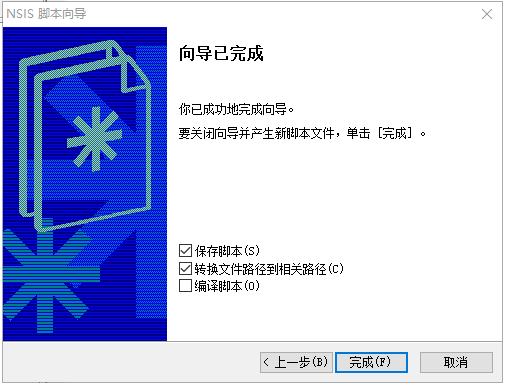 NSIS 脚本向导
向导已完成
你已成功地完成向导。
要关闭向导并产生新脚本文件，单击 [完成] 。
保存脚本(S)
转换文件路径到相关路径(C)
编译脚本(O)
< 上一步(B)
完成(F)
取消